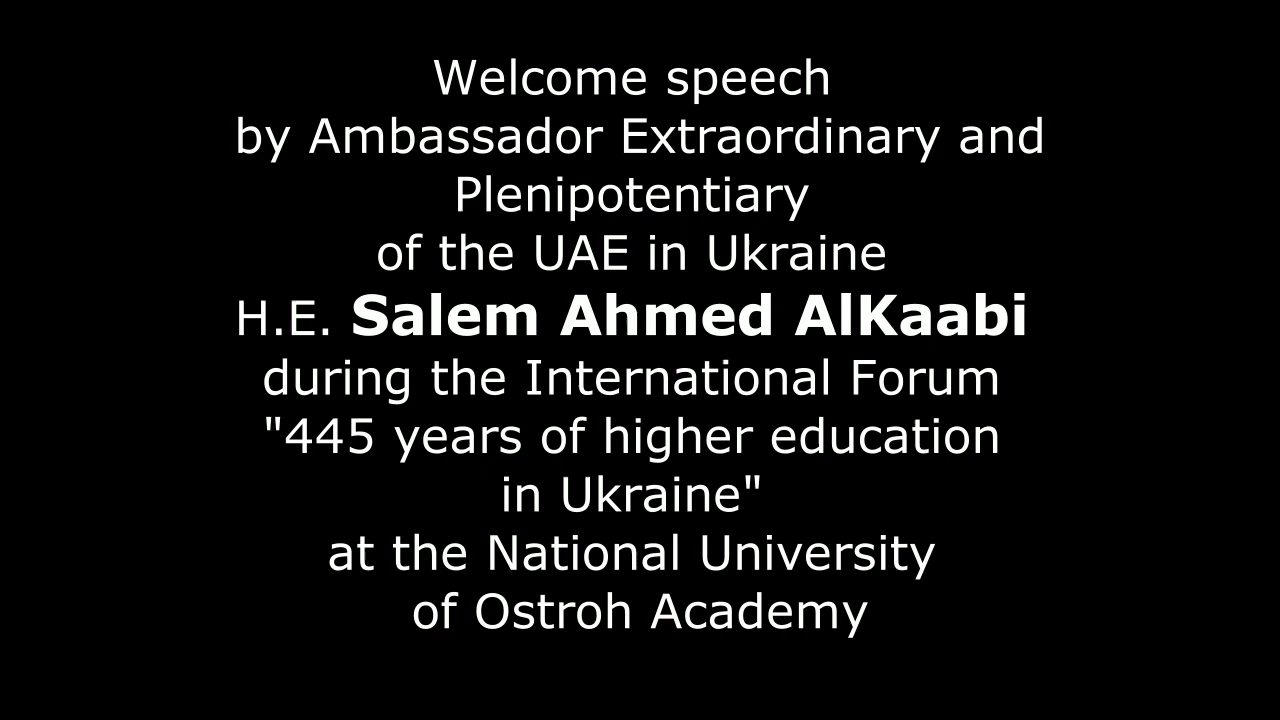 Welcome speech
by Ambassador Extraordinary and
Plenipotentiary
of the UAE in Ukraine
H.E. Salem Ahmed AlKaabi
during the International Forum
"445 years of higher education
in Ukraine"
at the National University
of Ostroh Academy